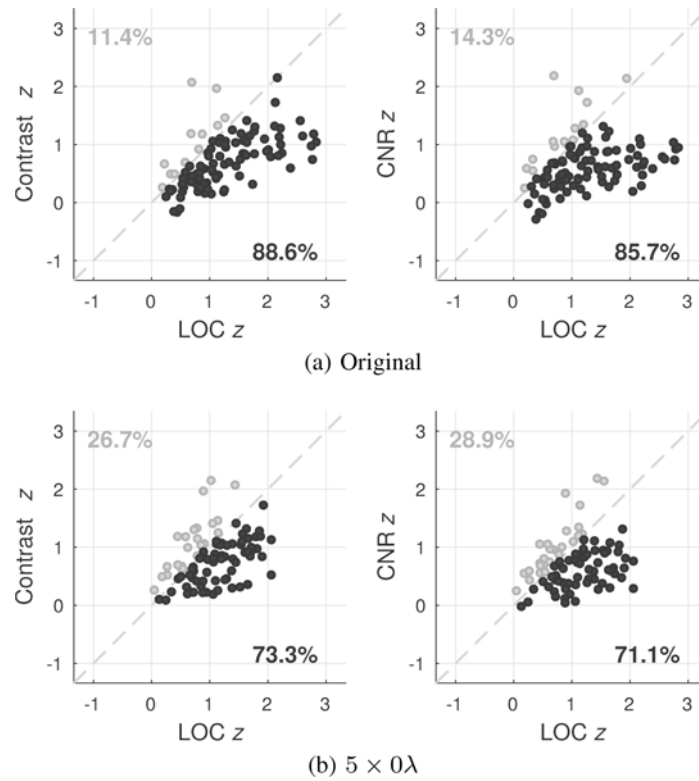 11.4%
14.3%
3
2
1
0
-1
Contrast z
3
2
1
0
-1
CNR z
88.6%
85.7%
-1 0 1 2 3
-1 0 1 2 3
LOC z
LOC z
(a) Original
26.7%
28.9%
3
2
1
0
-1
Contrast z
3
2
1
0
-1
CNR z
73.3%
71.1%
-1 0 1 2 3
-1 0 1 2 3
LOC z
LOC z
(b) 5 × 0λ